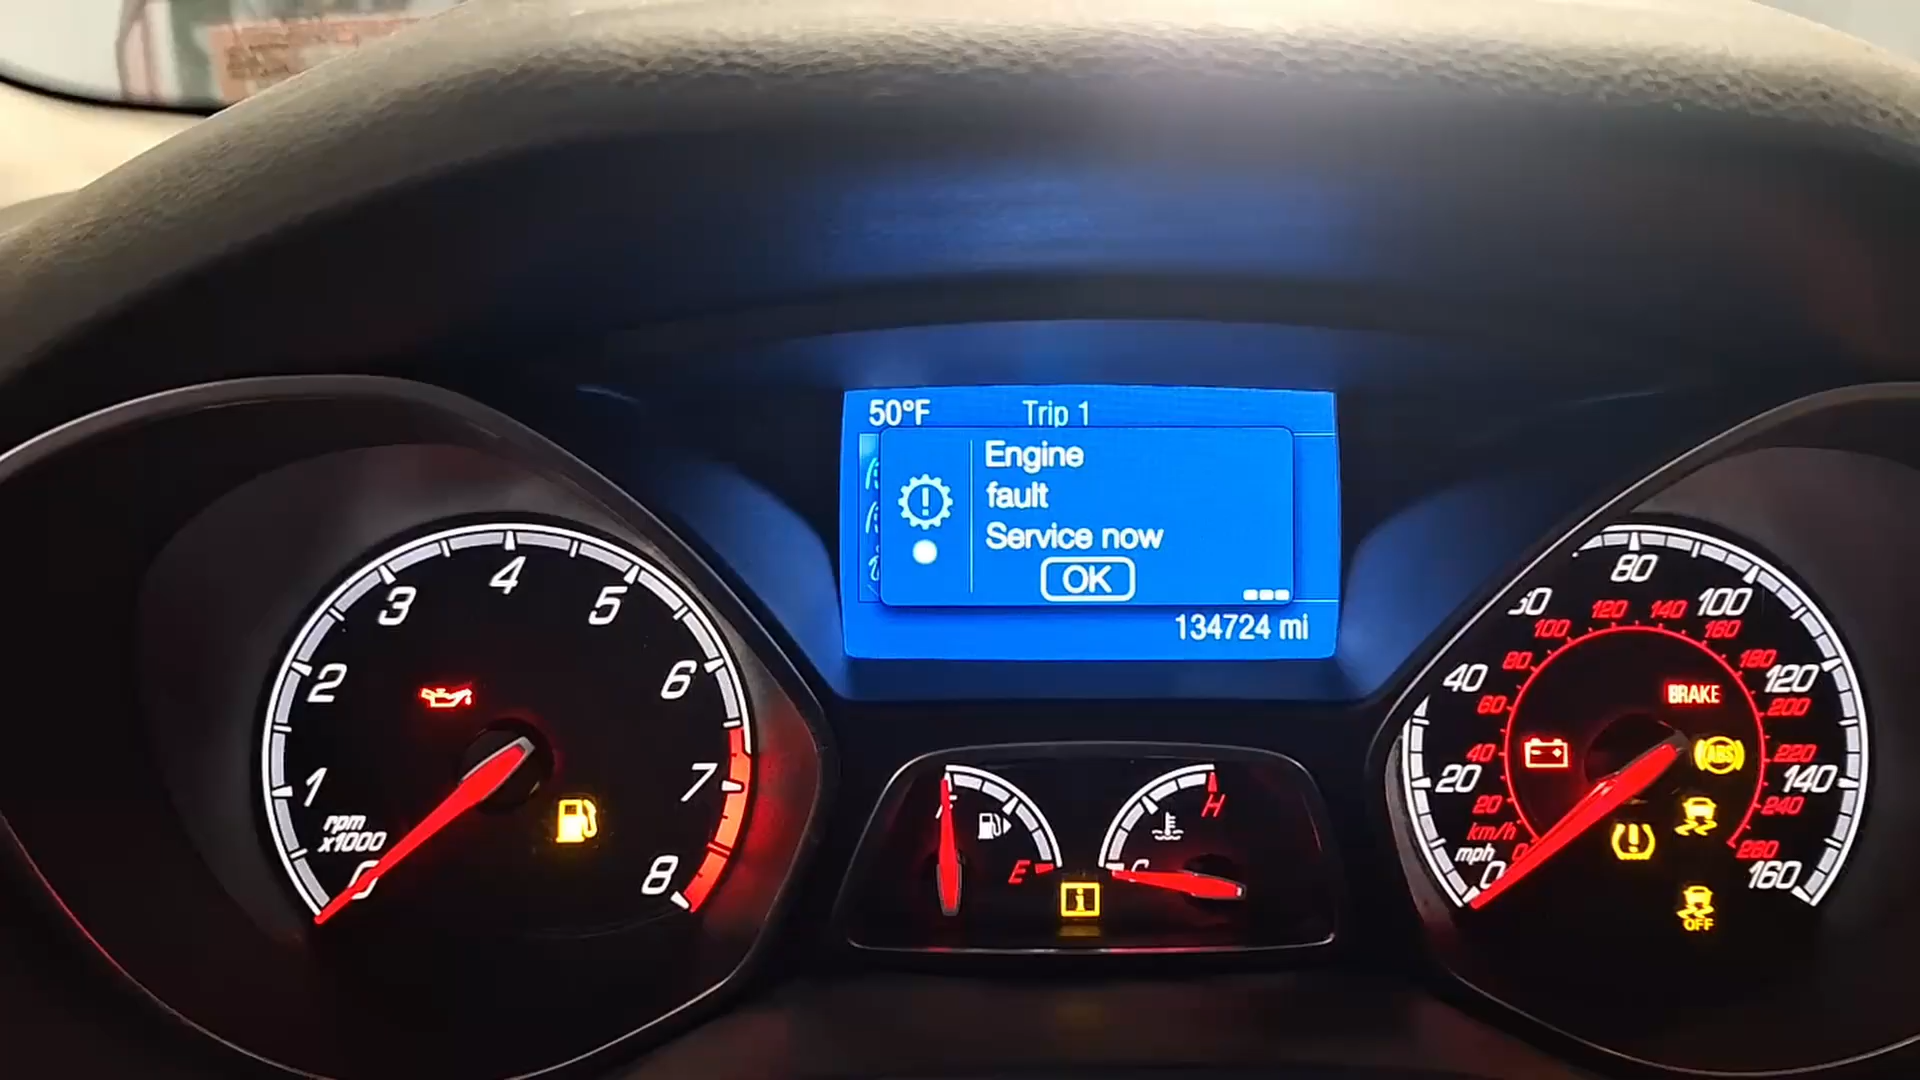 50°F Trip 1
Engine
fault
Service now
OK
134724 mi
0 1 2 3 4 5 6 7 8
rpm
x1000
E
H
C
i
0 20 40 80 100 120 140 160
mph
km/h
0 20 40 60 80 100 120 140 160 180 200 220 240 260
BRAKE
ABS
OFF